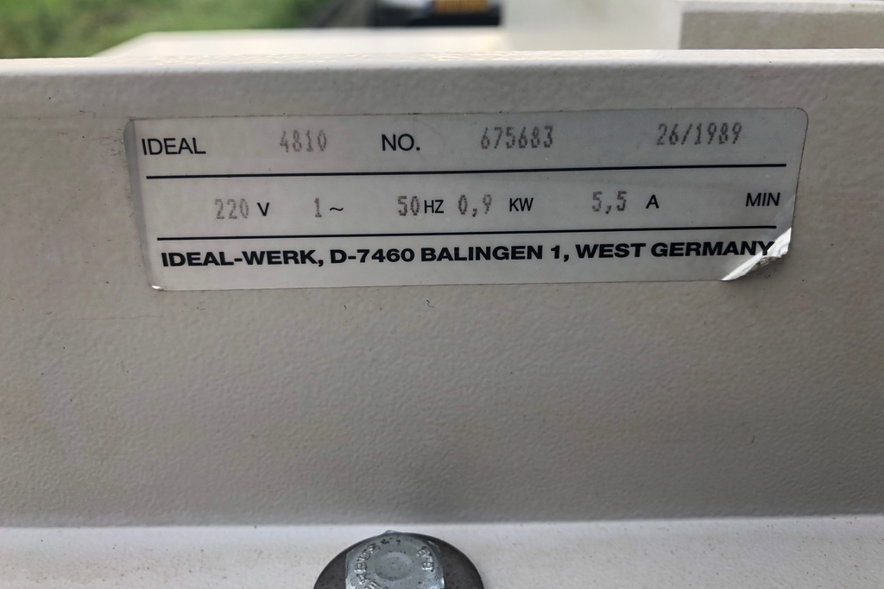 IDEAL 4810 NO. 675683 26/1989
220 V 1~ 50 HZ 0,9 KW 5,5 A MIN
IDEAL-WERK, D-7460 BALINGEN 1, WEST GERMANY